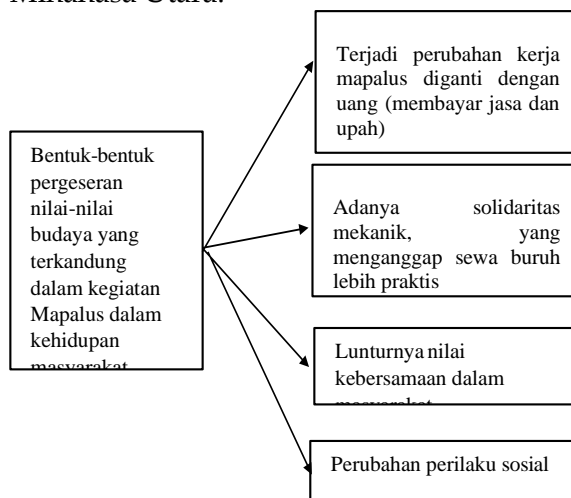 Minahasa Utara.
Bentuk-bentuk
pergeseran
nilai-nilai
budaya yang
terkandung
dalam kegiatan
Mapalus dalam
kehidupan
masyarakat
Terjadi perubahan kerja
mapalus diganti dengan
uang (membayar jasa dan
upah)
Adanya solidaritas
mekanik, yang
menganggap sewa buruh
lebih praktis
Lunturnya nilai
kebersamaan dalam
masyarakat
Perubahan perilaku sosial